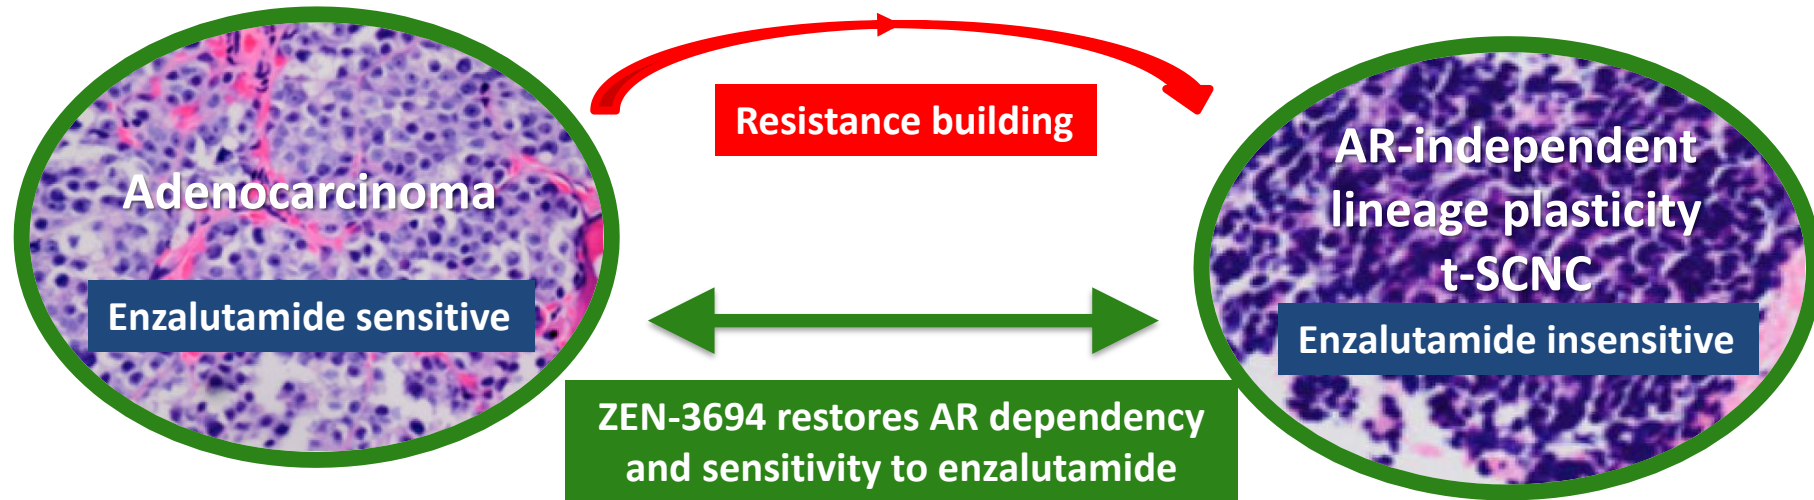 Adenocarcinoma
Enzalutamide sensitive
Resistance building
ZEN-3694 restores AR dependency
and sensitivity to enzalutamide
AR-independent
lineage plasticity
t-SCNC
Enzalutamide insensitive